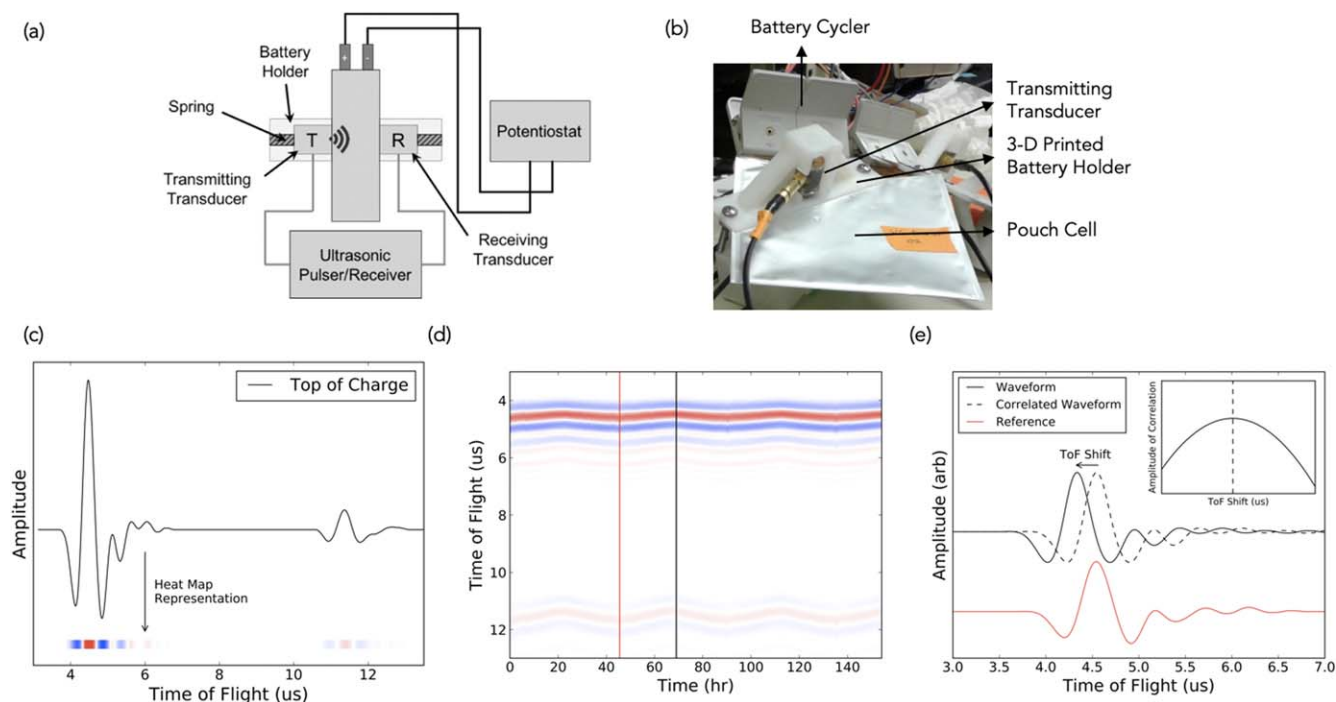 (a)
Battery
Holder
Spring
T
R
+
-
Potentiostat
Transmitting
Transducer
Receiving
Transducer
Ultrasonic
Pulser/Receiver
(b)
Battery Cycler
Transmitting
Transducer
3-D Printed
Battery Holder
Pouch Cell
(c)
Top of Charge
Amplitude
Heat Map
Representation
4 6 8 10 12
Time of Flight (us)
(d)
Time of Flight (us)
4
6
8
10
12
0 20 40 60 80 100 120 140
Time (hr)
(e)
Waveform
Correlated Waveform
Reference
ToF Shift
Amplitude of Correlation
ToF Shift (us)
Amplitude (arb)
3.0 3.5 4.0 4.5 5.0 5.5 6.0 6.5 7.0
Time of Flight (us)